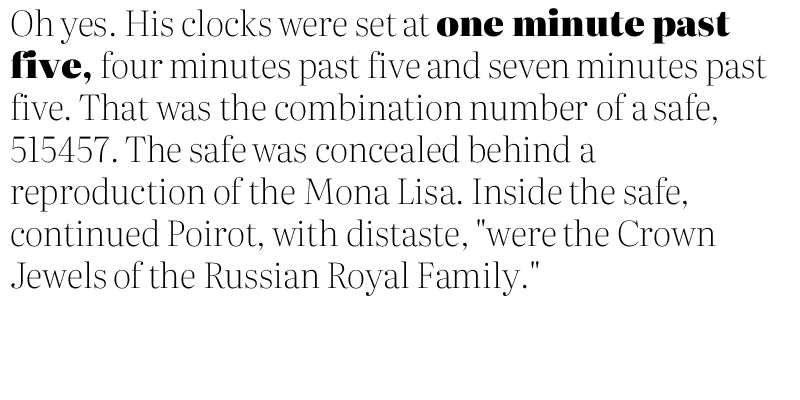 Oh yes. His clocks were set at one minute past
five, four minutes past five and seven minutes past
five. That was the combination number of a safe,
515457. The safe was concealed behind a
reproduction of the Mona Lisa. Inside the safe,
continued Poirot, with distaste, "were the Crown
Jewels of the Russian Royal Family."